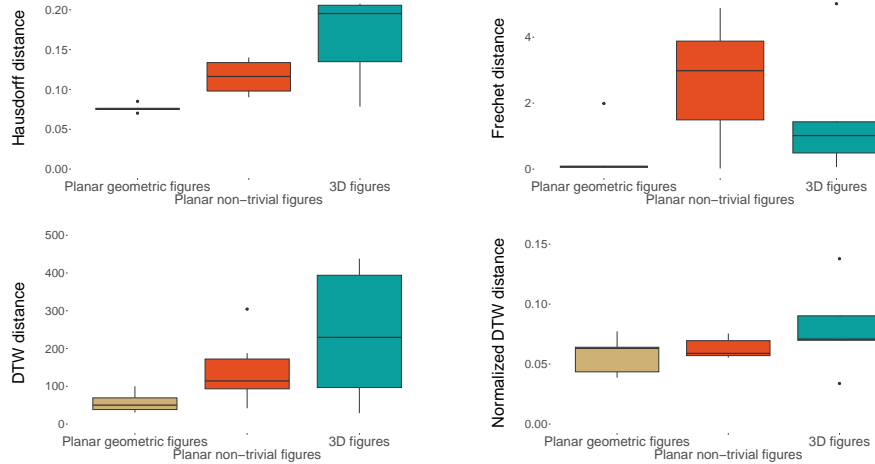 Hausdorff distance
0.20
0.15
0.10
0.05
0.00
Planar geometric figures
Planar non−trivial figures
3D figures
Frechet distance
4
2
0
Planar geometric figures
Planar non−trivial figures
3D figures
DTW distance
500
400
300
200
100
0
Planar geometric figures
Planar non−trivial figures
3D figures
Normalized DTW distance
0.15
0.10
0.05
0.00
Planar geometric figures
Planar non−trivial figures
3D figures